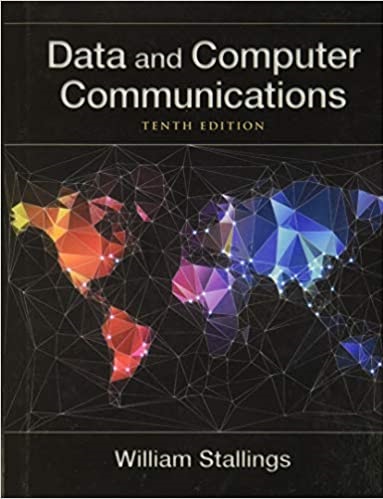 Data and Computer
Communications
TENTH EDITION
William Stallings